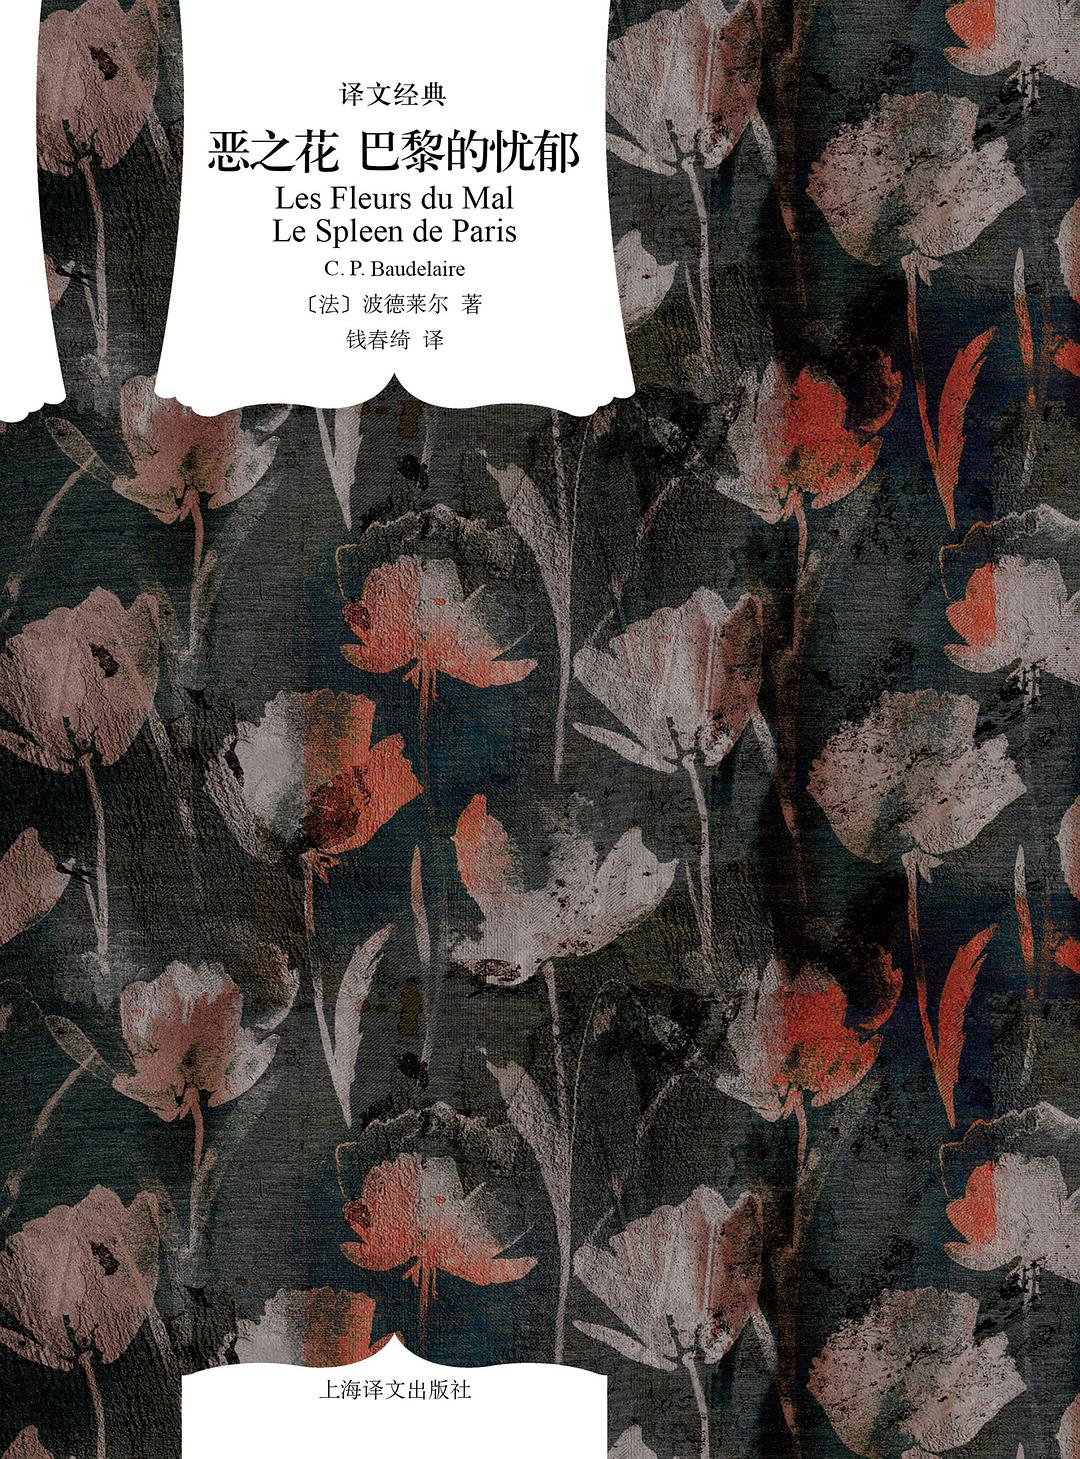 译文经典
恶之花 巴黎的忧郁
Les Fleurs du Mal
Le Spleen de Paris
C. P. Baudelaire
〔法〕波德莱尔 著
钱春绮 译
上海译文出版社